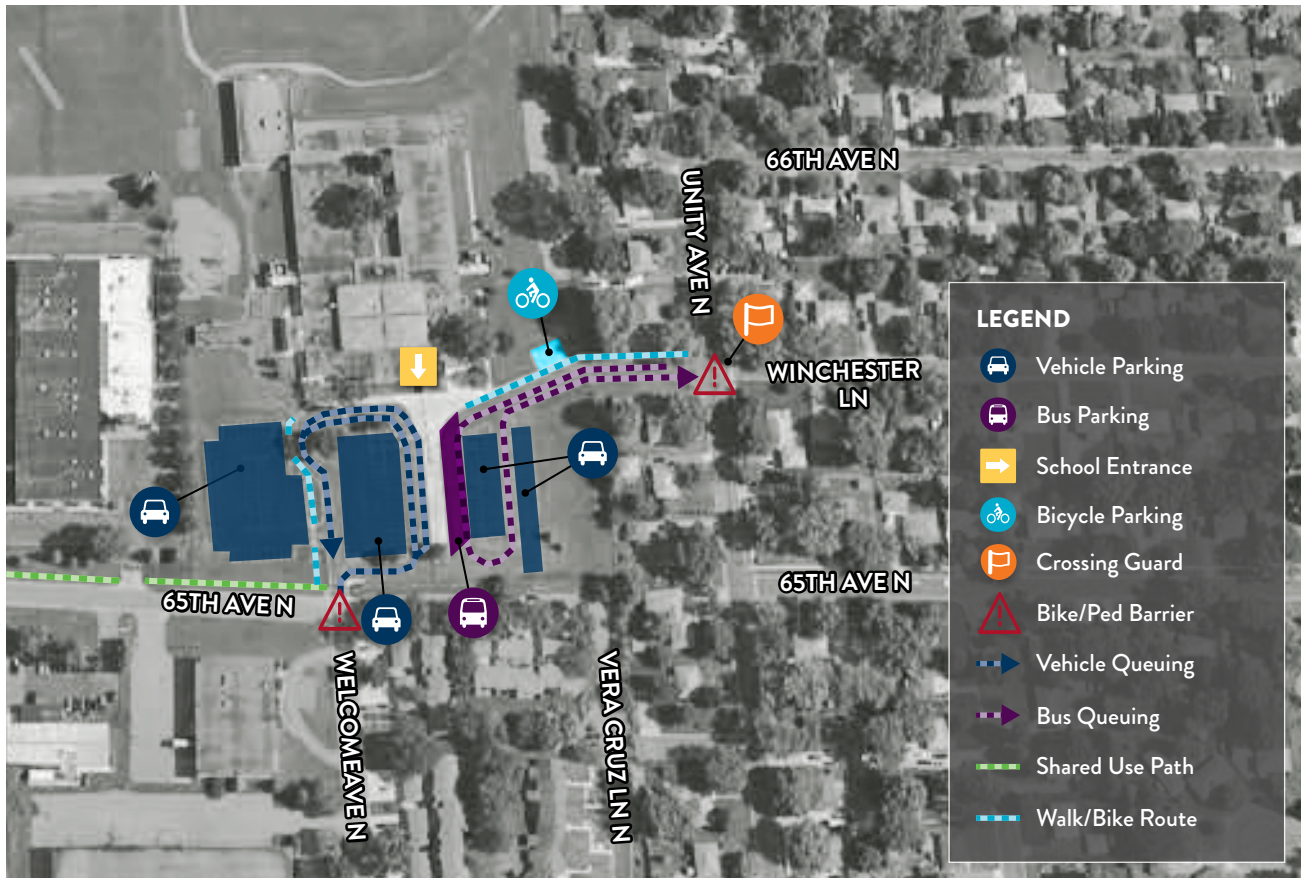 66TH AVE N
UNITY AVE N
WINCHESTER
LN
65TH AVE N
65TH AVE N
WELCOMEAVE N
VERA CRUZ LN N
LEGEND
Vehicle Parking
Bus Parking
School Entrance
Bicycle Parking
Crossing Guard
Bike/Ped Barrier
Vehicle Queuing
Bus Queuing
Shared Use Path
Walk/Bike Route